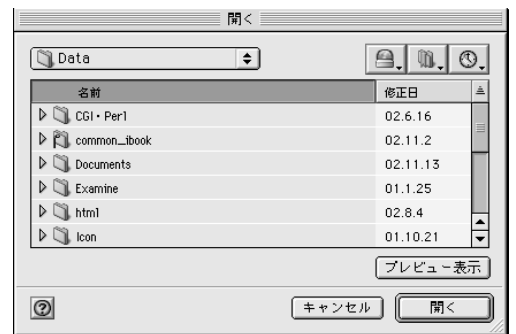 開く
Data
名前 修正日
CGI・Perl 02.6.16
common_ibook 02.11.2
Documents 02.11.13
Examine 01.1.25
html 02.8.4
Icon 01.10.21
プレビュー表示
? キャンセル 開く